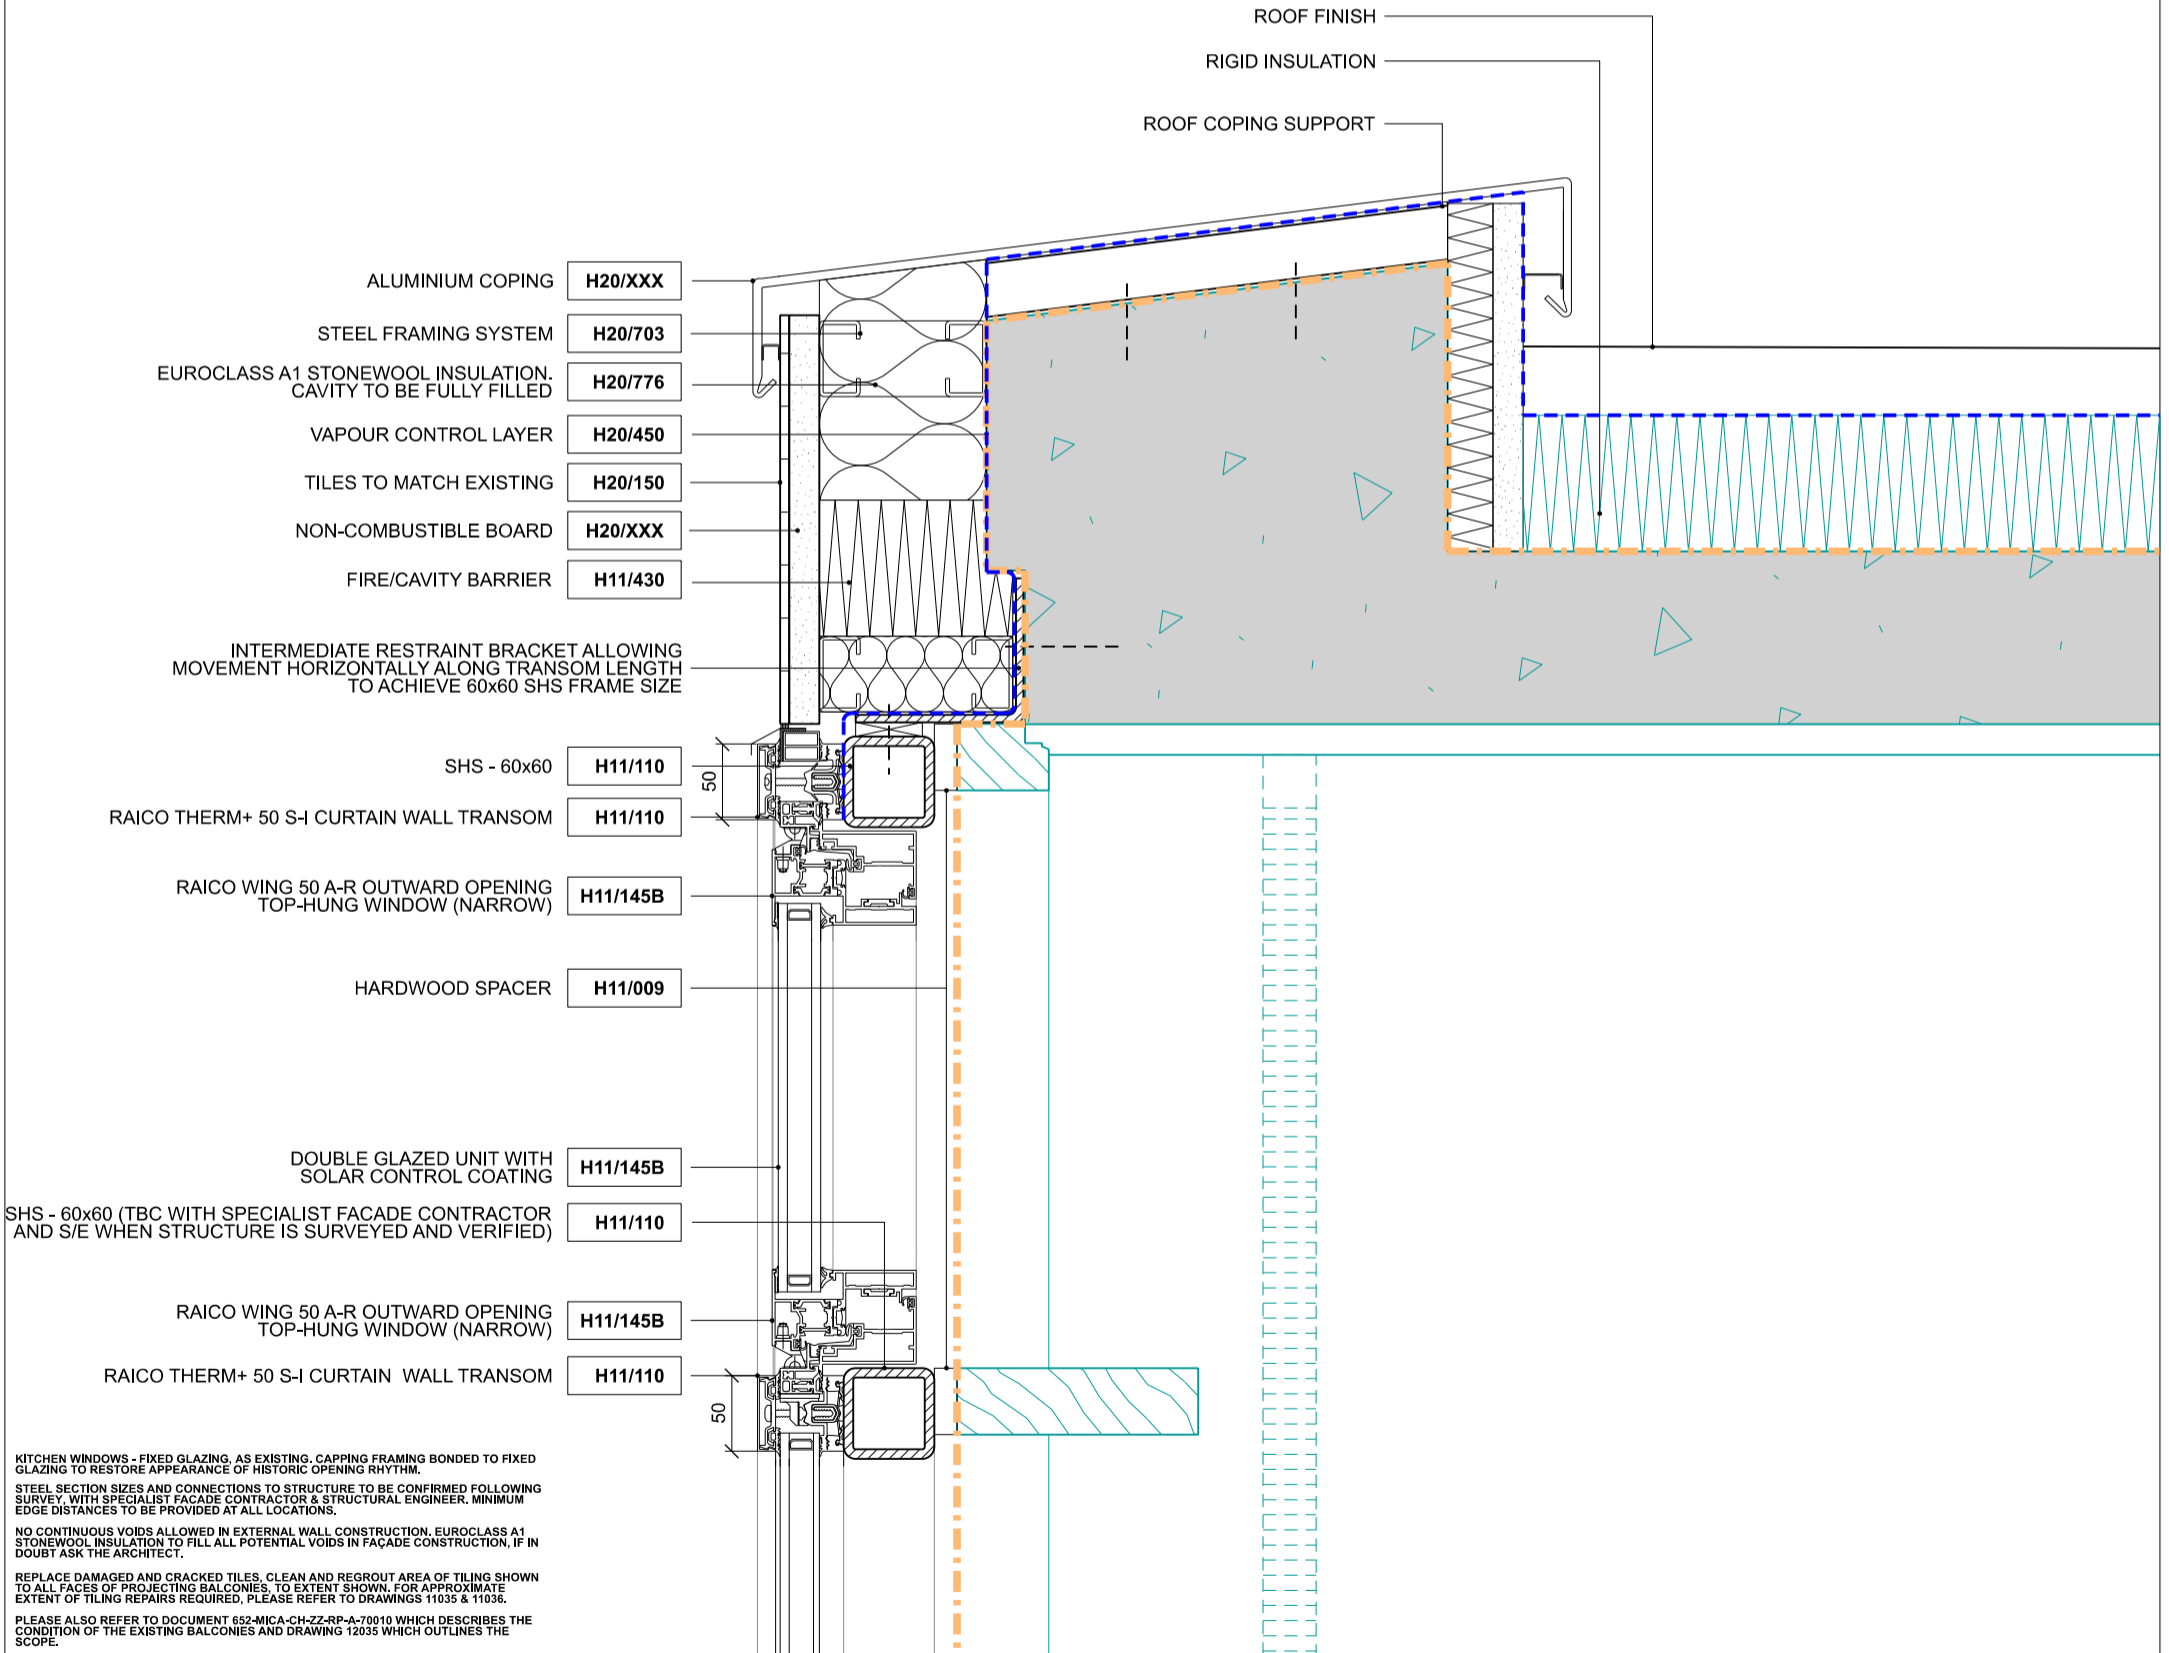 ROOF FINISH
RIGID INSULATION
ROOF COPING SUPPORT
ALUMINIUM COPING H20/XXX
STEEL FRAMING SYSTEM H20/703
EUROCLASS A1 STONEWOOL INSULATION.
CAVITY TO BE FULLY FILLED H20/776
VAPOUR CONTROL LAYER H20/450
TILES TO MATCH EXISTING H20/150
NON-COMBUSTIBLE BOARD H20/XXX
FIRE/CAVITY BARRIER H11/430
INTERMEDIATE RESTRAINT BRACKET ALLOWING
MOVEMENT HORIZONTALLY ALONG TRANSOM LENGTH
TO ACHIEVE 60x60 SHS FRAME SIZE
SHS - 60x60 H11/110
50
RAICO THERM+ 50 S-I CURTAIN WALL TRANSOM H11/110
RAICO WING 50 A-R OUTWARD OPENING
TOP-HUNG WINDOW (NARROW) H11/145B
HARDWOOD SPACER H11/009
DOUBLE GLAZED UNIT WITH
SOLAR CONTROL COATING H11/145B
SHS - 60x60 (TBC WITH SPECIALIST FACADE CONTRACTOR
AND S/E WHEN STRUCTURE IS SURVEYED AND VERIFIED) H11/110
RAICO WING 50 A-R OUTWARD OPENING
TOP-HUNG WINDOW (NARROW) H11/145B
RAICO THERM+ 50 S-I CURTAIN WALL TRANSOM H11/110
50
KITCHEN WINDOWS - FIXED GLAZING, AS EXISTING. CAPPING FRAMING BONDED TO FIXED
GLAZING TO RESTORE APPEARANCE OF HISTORIC OPENING RHYTHM.
STEEL SECTION SIZES AND CONNECTIONS TO STRUCTURE TO BE CONFIRMED FOLLOWING
SURVEY, WITH SPECIALIST FACADE CONTRACTOR & STRUCTURAL ENGINEER. MINIMUM
EDGE DISTANCES TO BE PROVIDED AT ALL LOCATIONS.
NO CONTINUOUS VOIDS ALLOWED IN EXTERNAL WALL CONSTRUCTION. EUROCLASS A1
STONEWOOL INSULATION TO FILL ALL POTENTIAL VOIDS IN FAÇADE CONSTRUCTION, IF IN
DOUBT ASK THE ARCHITECT.
REPLACE DAMAGED AND CRACKED TILES, CLEAN AND REGROUT AREA OF TILING SHOWN
TO ALL FACES OF PROJECTING BALCONIES, TO EXTENT SHOWN. FOR APPROXIMATE
EXTENT OF TILING REPAIRS REQUIRED, PLEASE REFER TO DRAWINGS 11035 & 11036.
PLEASE ALSO REFER TO DOCUMENT 652-MICA-CH-ZZ-RP-A-70010 WHICH DESCRIBES THE
CONDITION OF THE EXISTING BALCONIES AND DRAWING 12035 WHICH OUTLINES THE
SCOPE.